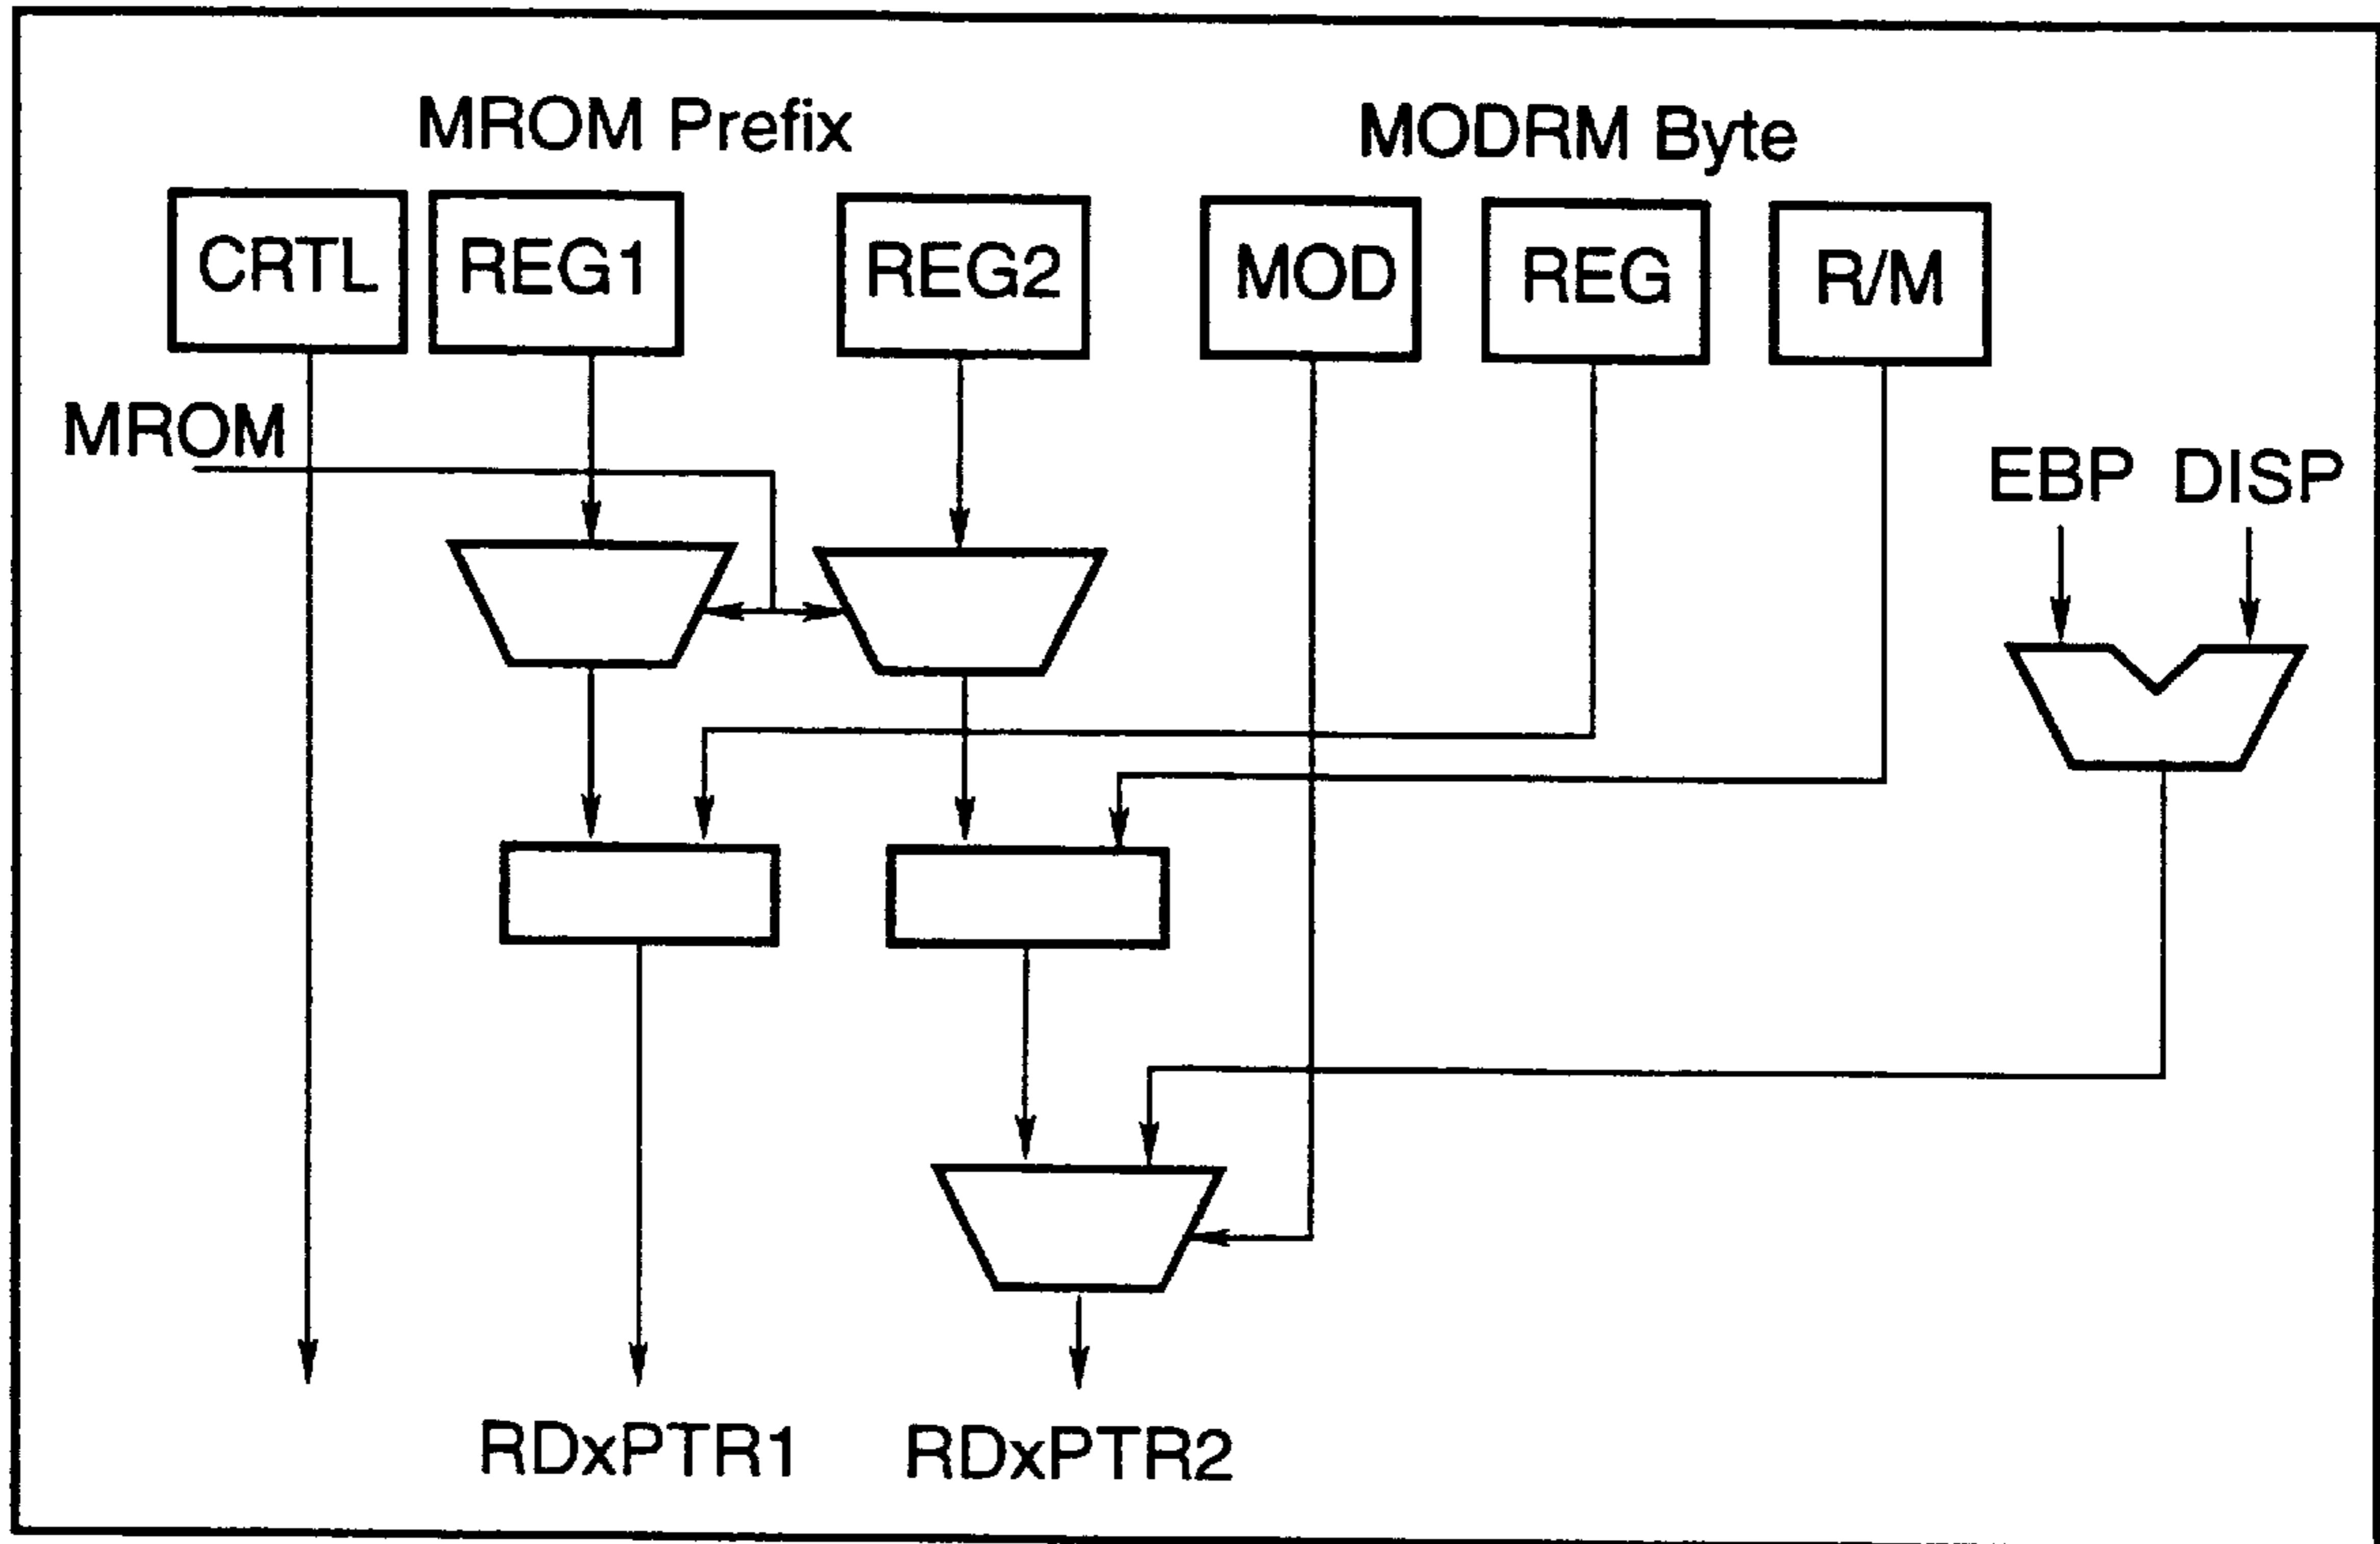 MROM Prefix
MODRM Byte
CRTL
REG1
REG2
MOD
REG
R/M
MROM
EBP
DISP
RDxPTR1
RDxPTR2